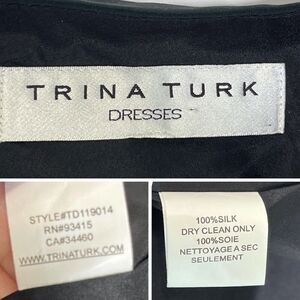 TRINA TURK
DRESSES
STYLE#TD119014
RN#93415
CA#34460
WWW.TRINATURK.COM
100%SILK
DRY CLEAN ONLY
100%SOIE
NETTOYAGE A SEC
SEULEMENT